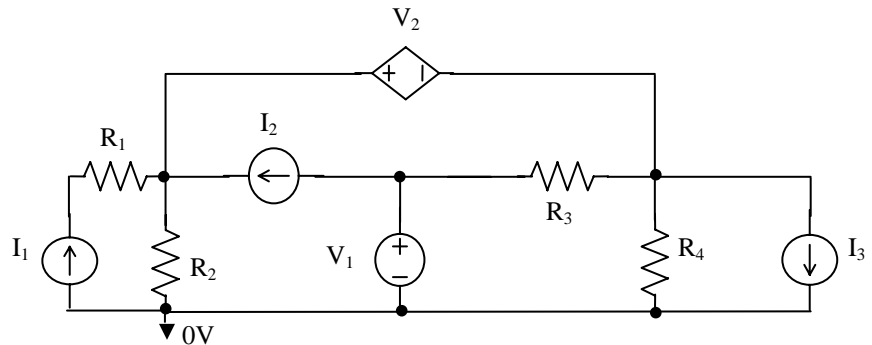 V₂
R₁
I₂
R₃
I₁
R₂
V₁
R₄
I₃
0V